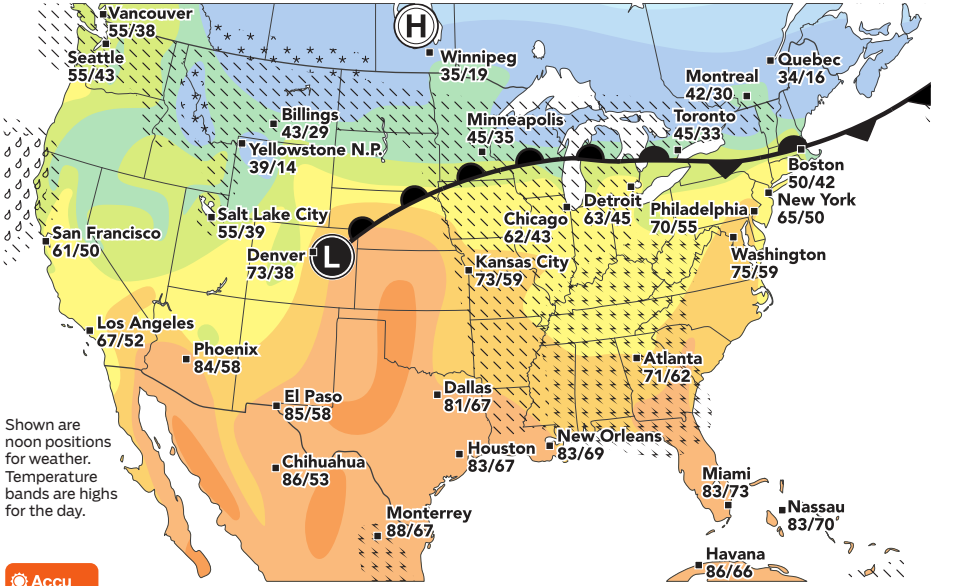 H
Vancouver
55/38
Seattle
55/43
Winnipeg
35/19
Quebec
34/16
Montreal
42/30
Billings
43/29
Minneapolis
45/35
Toronto
45/33
Yellowstone N.P.
39/14
Boston
50/42
Detroit
63/45
New York
65/50
Philadelphia
70/55
Salt Lake City
55/39
Chicago
62/43
San Francisco
61/50
Denver
73/38
L
Kansas City
73/59
Washington
75/59
Los Angeles
67/52
Phoenix
84/58
Atlanta
71/62
El Paso
85/58
Dallas
81/67
Shown are
noon positions
for weather.
Temperature
bands are highs
for the day.
Chihuahua
86/53
Houston
83/67
New Orleans
83/69
Miami
83/73
Monterrey
88/67
Nassau
83/70
Havana
86/66
Accu